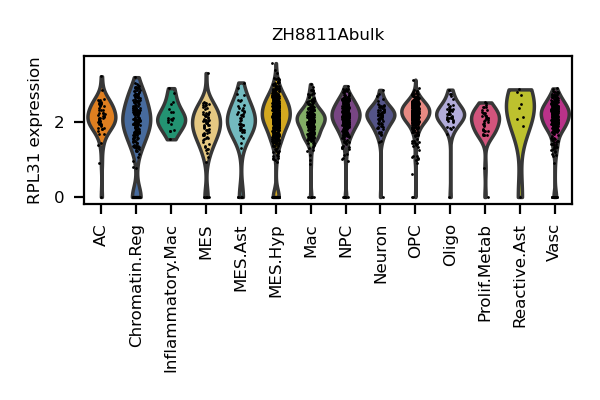 ZH8811Abulk
RPL31 expression
2
0
AC
Chromatin.Reg
Inflammatory.Mac
MES
MES.Ast
MES.Hyp
Mac
NPC
Neuron
OPC
Oligo
Prolif.Metab
Reactive.Ast
Vasc